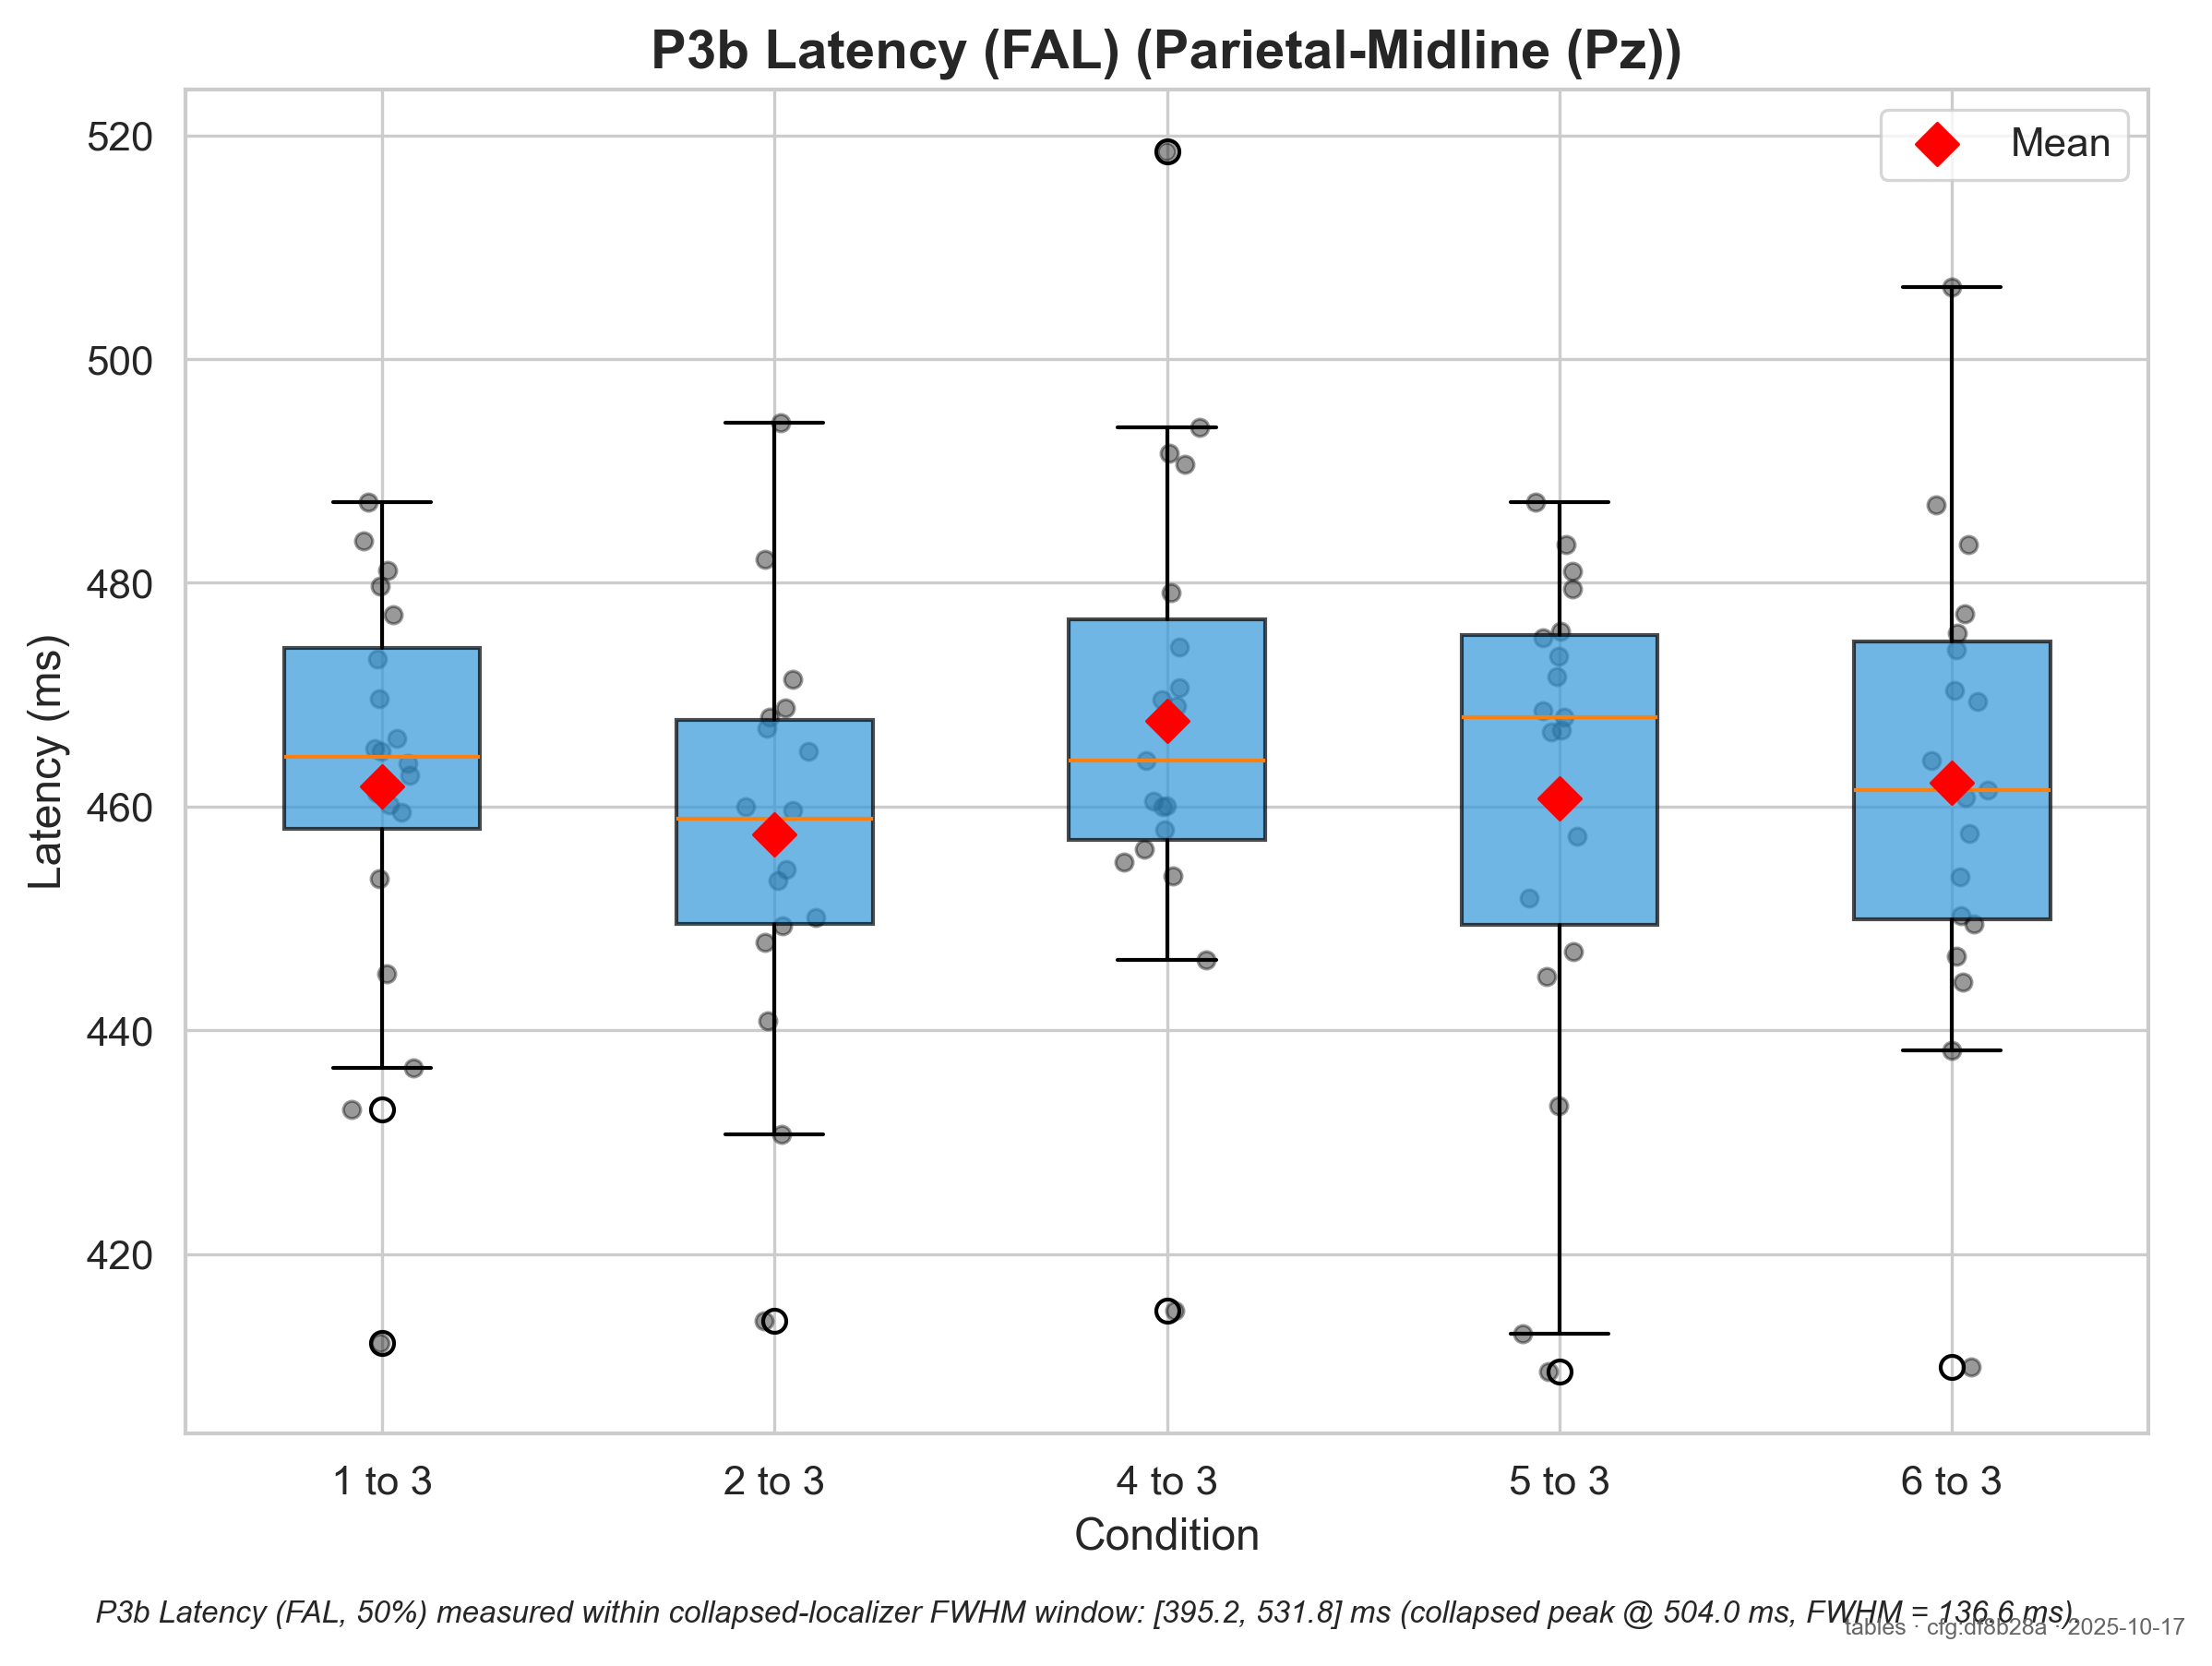 P3b Latency (FAL) (Parietal-Midline (Pz))
Mean
520
500
480
460
440
420
Latency (ms)
1 to 3
2 to 3
4 to 3
5 to 3
6 to 3
Condition
P3b Latency (FAL, 50%) measured within collapsed-localizer FWHM window: [395.2, 531.8] ms (collapsed peak @ 504.0 ms, FWHM = 136.6 ms).
tables · cfg:df8b28a · 2025-10-17